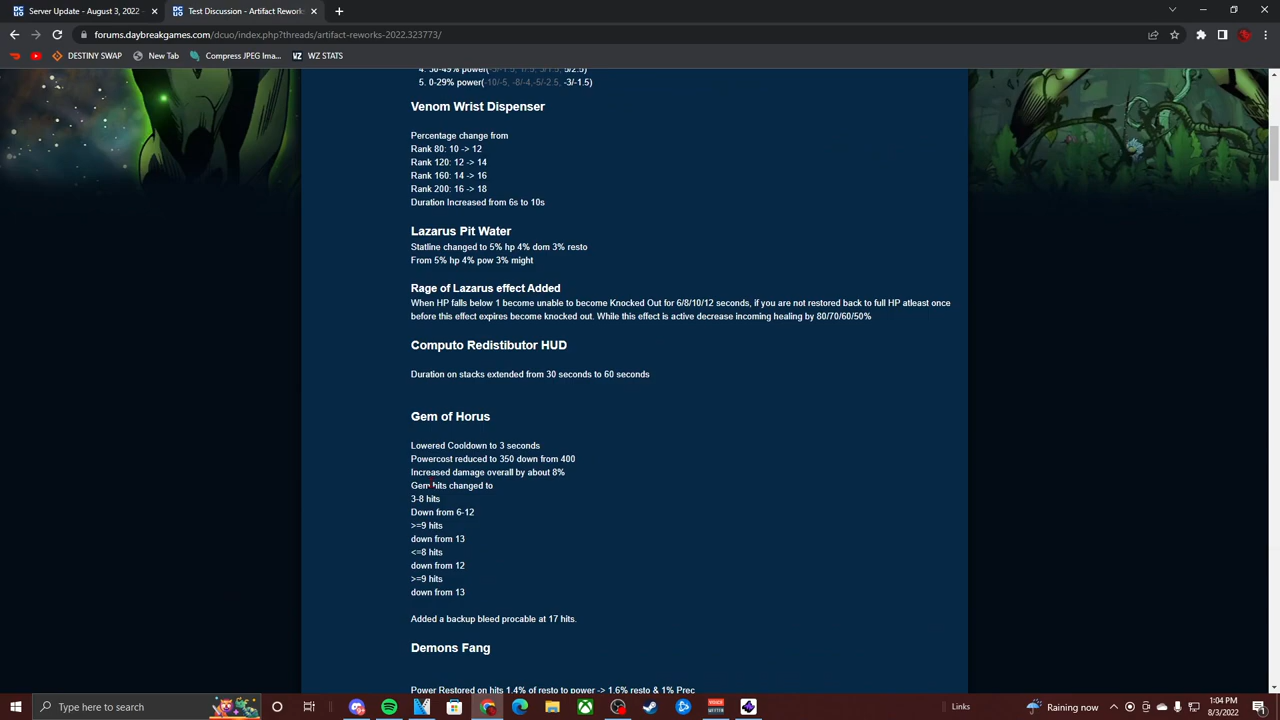 Server Update - August 3, 2022 -
Test Discussion - Artifact Rework
forums.daybreakgames.com/dcuo/index.php?threads/artifact-reworks-2022.323773/
DESTINY SWAP
New Tab
Compress JPEG Imag...
WZ STATS
5. 0-29% power(-10/-5, -8/-4,-5/-2.5, -3/-1.5)
Venom Wrist Dispenser
Percentage change from
Rank 80: 10 -> 12
Rank 120: 12 -> 14
Rank 160: 14 -> 16
Rank 200: 16 -> 18
Duration Increased from 6s to 10s
Lazarus Pit Water
Statline changed to 5% hp 4% dom 3% resto
From 5% hp 4% pow 3% might
Rage of Lazarus effect Added
When HP falls below 1 become unable to become Knocked Out for 6/8/10/12 seconds, if you are not restored back to full HP atleast once
before this effect expires become knocked out. While this effect is active decrease incoming healing by 80/70/60/50%
Computo Redistibutor HUD
Duration on stacks extended from 30 seconds to 60 seconds
Gem of Horus
Lowered Cooldown to 3 seconds
Powercost reduced to 350 down from 400
Increased damage overall by about 8%
Gem hits changed to
3-8 hits
Down from 6-12
>=9 hits
down from 13
<=8 hits
down from 12
>=9 hits
down from 13
Added a backup bleed procable at 17 hits.
Demons Fang
Power Restored on hits 1.4% of resto to power -> 1.6% resto & 1% Prec
Type here to search
Links
Raining now
1:04 PM
8/3/2022